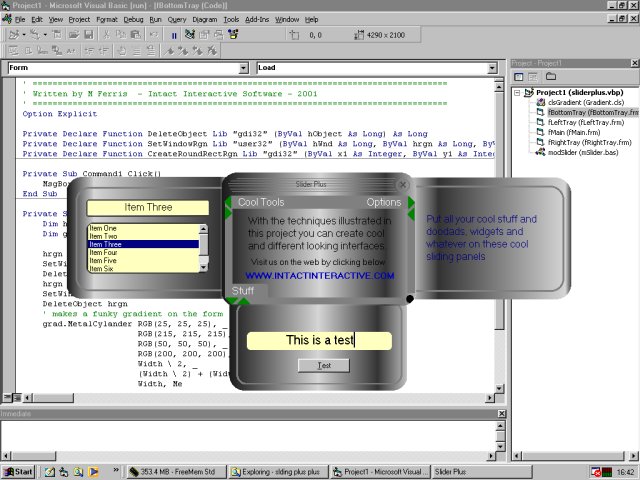 Project1 - Microsoft Visual Basic [run] - [fBottomTray (Code)]
File Edit View Project Format Debug Run Query Diagram Tools Add-Ins Window Help
0, 0 4290 x 2100
Form Load
' Written by M Ferris - Intact Interactive Software - 2001
Option Explicit
Private Declare Function DeleteObject Lib "gdi32" (ByVal hObject As Long) As Long
Private Declare Function SetWindowRgn Lib "user32" (ByVal hWnd As Long, ByVal hRgn As Long, ByV
Private Declare Function CreateRoundRectRgn Lib "gdi32" (ByVal x1 As Integer, ByVal y1 As Inte
Private Sub Command1_Click()
MsgBo
End Sub
Private S
Dim h
Dim g
hrgn
SetWi
Delet
hrgn
SetWi
DeleteObject hrgn
' makes a funky gradient on the form
grad.MetalCylander RGB(25, 25, 25), _
RGB(215, 215, 215),
RGB(50, 50, 50), _
RGB(200, 200, 200),
Width \ 2, _
(Width \ 2) + (Wid
Width, Me
Project - Project1
Project1 (sliderplus.vbp)
clsGradient (Gradient.cls)
fBottomTray (fBottomTray.frm
fLeftTray (fLeftTray.frm)
fMain (fMain.frm)
fRightTray (fRightTray.frm)
modSlider (mSlider.bas)
Item Three
Item One
Item Two
Item Three
Item Four
Item Five
Item Six
Slider Plus
Cool Tools Options
With the techniques illustrated in
this project you can create cool
and different looking interfaces.
Visit us on the web by clicking below
WWW.INTACTINTERACTIVE.COM
Stuff
Put all your cool stuff and
doodads, widgets and
whatever on these cool
sliding panels
This is a test
Test
Immediate
Start
353.4 MB - FreeMem Std
Exploring - slding plus plus
Project1 - Microsoft Visual ...
Slider Plus
16:42